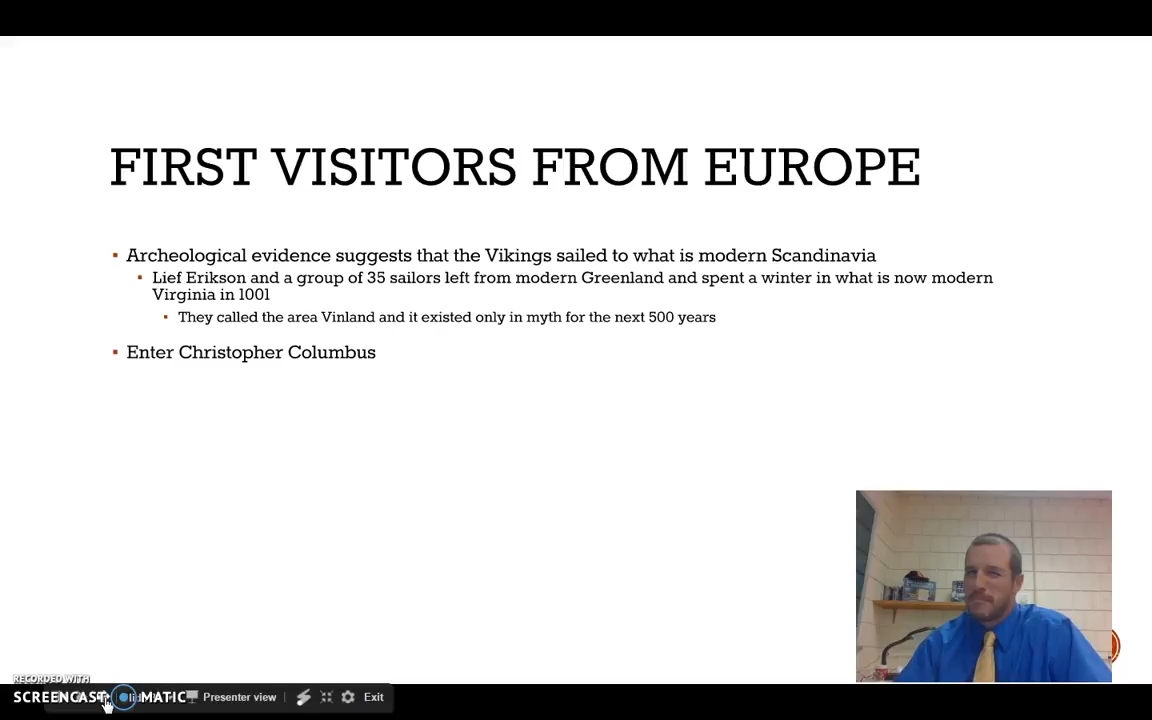 FIRST VISITORS FROM EUROPE
Archeological evidence suggests that the Vikings sailed to what is modern Scandinavia
Lief Erikson and a group of 35 sailors left from modern Greenland and spent a winter in what is now modern
Virginia in 1001
They called the area Vinland and it existed only in myth for the next 500 years
Enter Christopher Columbus
RECORDED WITH
SCREENCAST MATIC
Presenter view
Exit